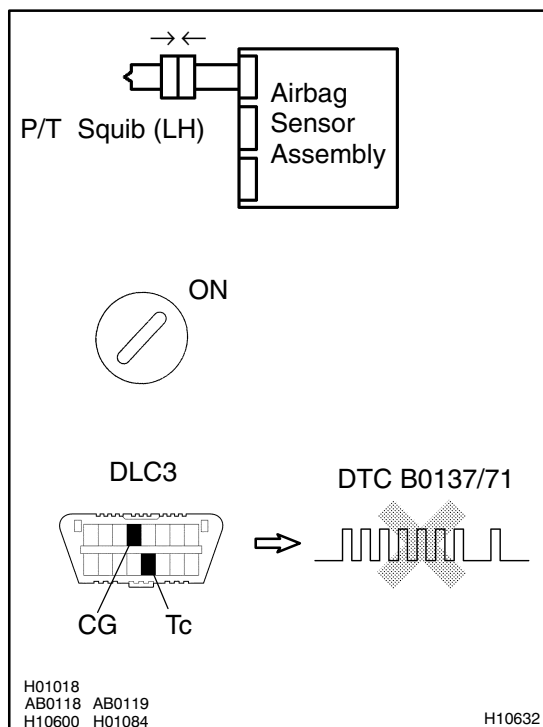 Airbag
Sensor
Assembly
P/T Squib (LH)
ON
DLC3
DTC B0137/71
CG
Tc
H01018
AB0118 AB0119
H10600 H01084
H10632